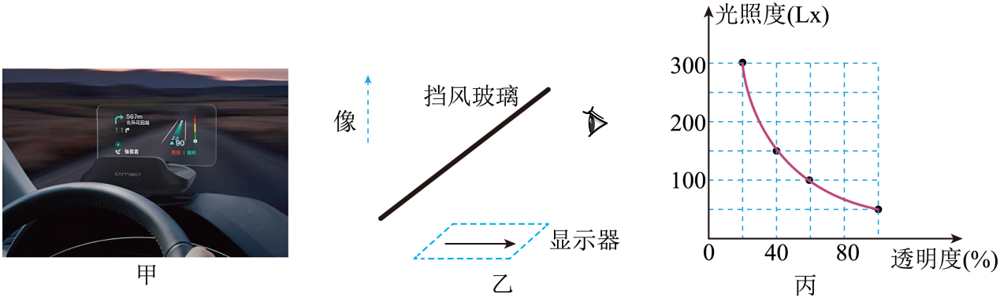 567m
90
CARROBOT
甲
像
挡风玻璃
显示器
乙
光照度(Lx)
300
200
100
0
40
80
透明度(%)
丙